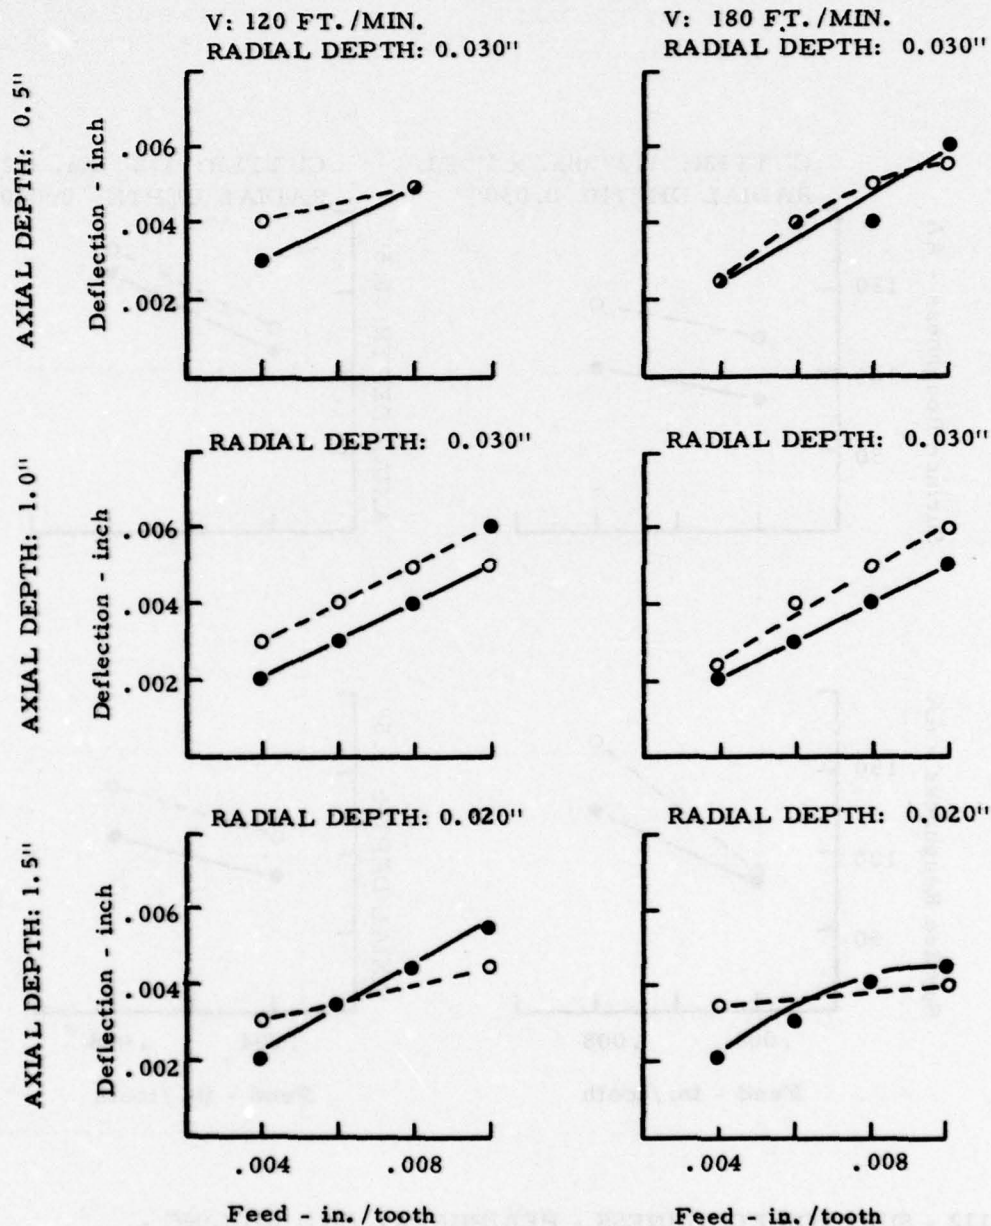 V: 120 FT./MIN.
RADIAL DEPTH: 0.030"
V: 180 FT./MIN.
RADIAL DEPTH: 0.030"
AXIAL DEPTH: 0.5"
Deflection - inch
.006
.004
.002
RADIAL DEPTH: 0.030"
RADIAL DEPTH: 0.030"
AXIAL DEPTH: 1.0"
Deflection - inch
.006
.004
.002
RADIAL DEPTH: 0.020"
RADIAL DEPTH: 0.020"
AXIAL DEPTH: 1.5"
Deflection - inch
.006
.004
.002
.004 .008
.004 .008
Feed - in./tooth
Feed - in./tooth